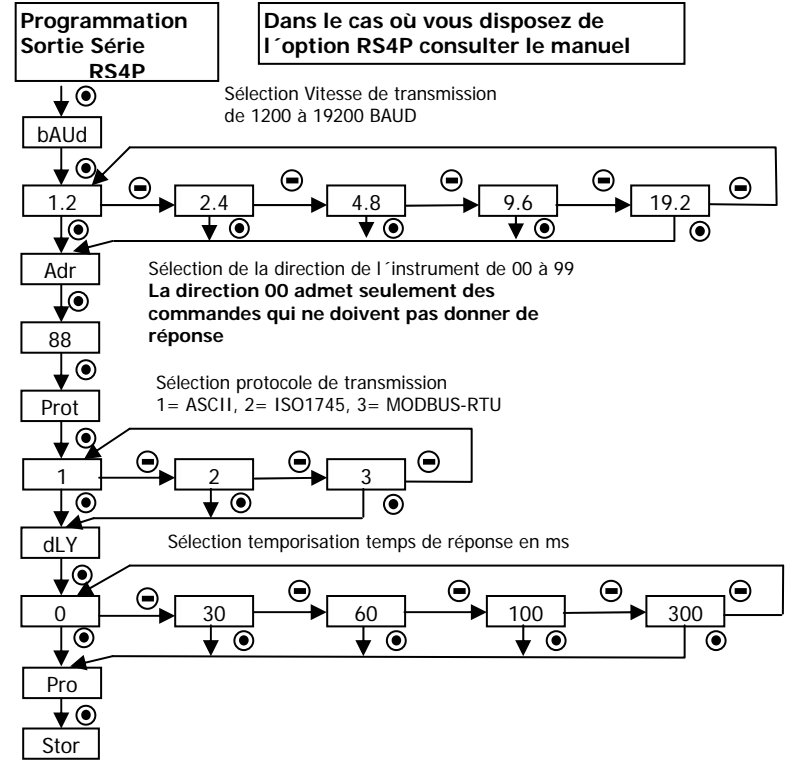 Programmation
Sortie Série
RS4P
Dans le cas où vous disposez de
l´option RS4P consulter le manuel
Sélection Vitesse de transmission
de 1200 à 19200 BAUD
bAUd
1.2 2.4 4.8 9.6 19.2
Adr
Sélection de la direction de l´instrument de 00 à 99
La direction 00 admet seulement des
commandes qui ne doivent pas donner de
réponse
88
Sélection protocole de transmission
1= ASCII, 2= ISO1745, 3= MODBUS-RTU
Prot
1 2 3
dLY
Sélection temporisation temps de réponse en ms
0 30 60 100 300
Pro
Stor